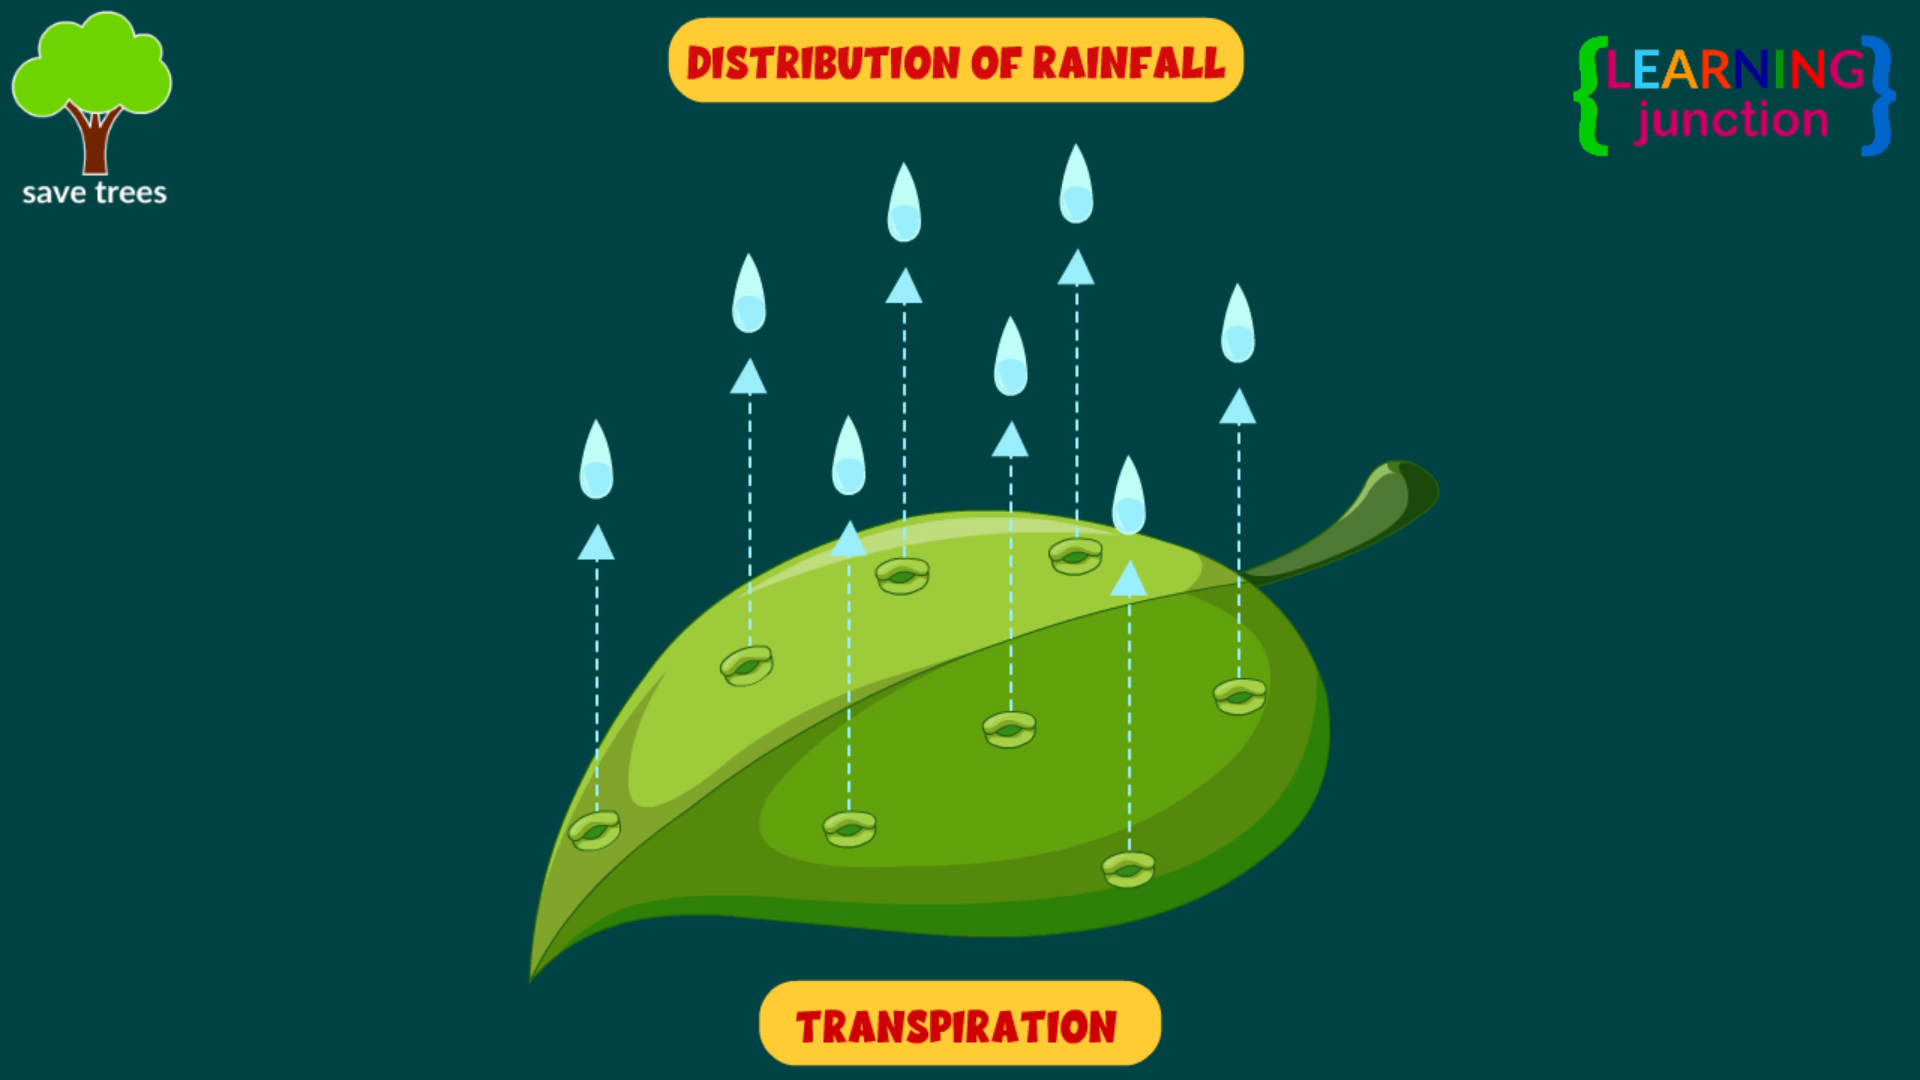 DISTRIBUTION OF RAINFALL
{LEARNING
junction}
save trees
TRANSPIRATION